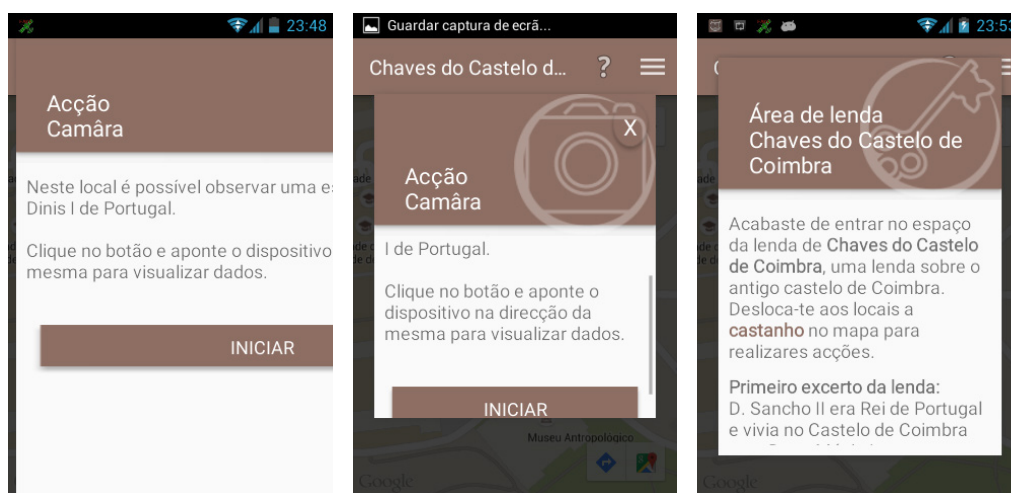 23:48
Acção
Camâra
Neste local é possível observar uma e
Dinis I de Portugal.
Clique no botão e aponte o dispositivo
mesma para visualizar dados.
INICIAR
Guardar captura de ecrã...
Chaves do Castelo d... ?
X
Acção
Camâra
I de Portugal.
Clique no botão e aponte o
dispositivo na direcção da
mesma para visualizar dados.
INICIAR
Museu Antropológico
Google
23:53
Área de lenda
Chaves do Castelo de
Coimbra
Acabaste de entrar no espaço
da lenda de Chaves do Castelo
de Coimbra, uma lenda sobre o
antigo castelo de Coimbra.
Desloca-te aos locais a
castanho no mapa para
realizares acções.
Primeiro excerto da lenda:
D. Sancho II era Rei de Portugal
e vivia no Castelo de Coimbra
Google